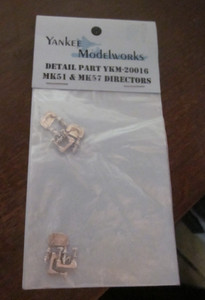 Yankee
Modelworks
Detail Part YKM-20016
MK51 & MK57 Directors